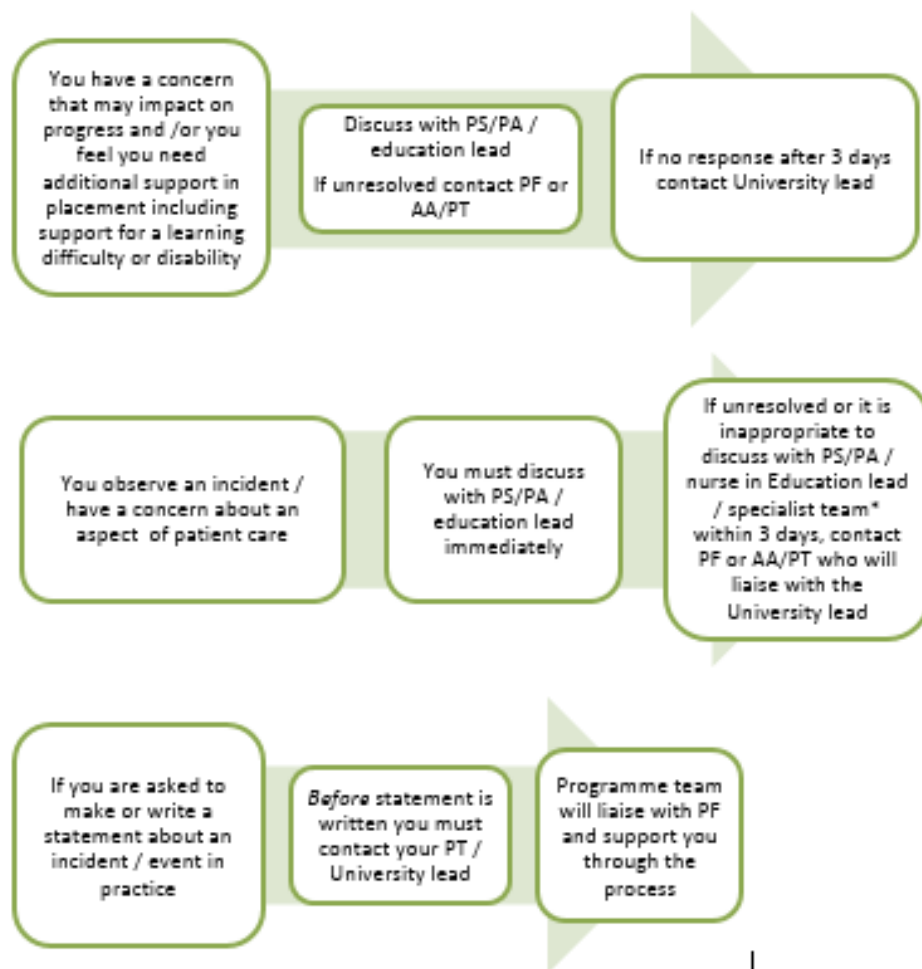 You have a concern
that may impact on
progress and /or you
feel you need
additional support in
placement including
support for a learning
difficulty or disability
Discuss with PS/PA /
education lead
If unresolved contact PF or
AA/PT
If no response after 3 days
contact University lead
You observe an incident /
have a concern about an
aspect of patient care
You must discuss
with PS/PA /
education lead
immediately
If unresolved or it is
inappropriate to
discuss with PS/PA /
nurse in Education lead
/ specialist team*
within 3 days, contact
PF or AA/PT who will
liaise with the
University lead
If you are asked to
make or write a
statement about an
incident / event in
practice
Before statement is
written you must
contact your PT /
University lead
Programme team
will liaise with PF
and support you
through the
process